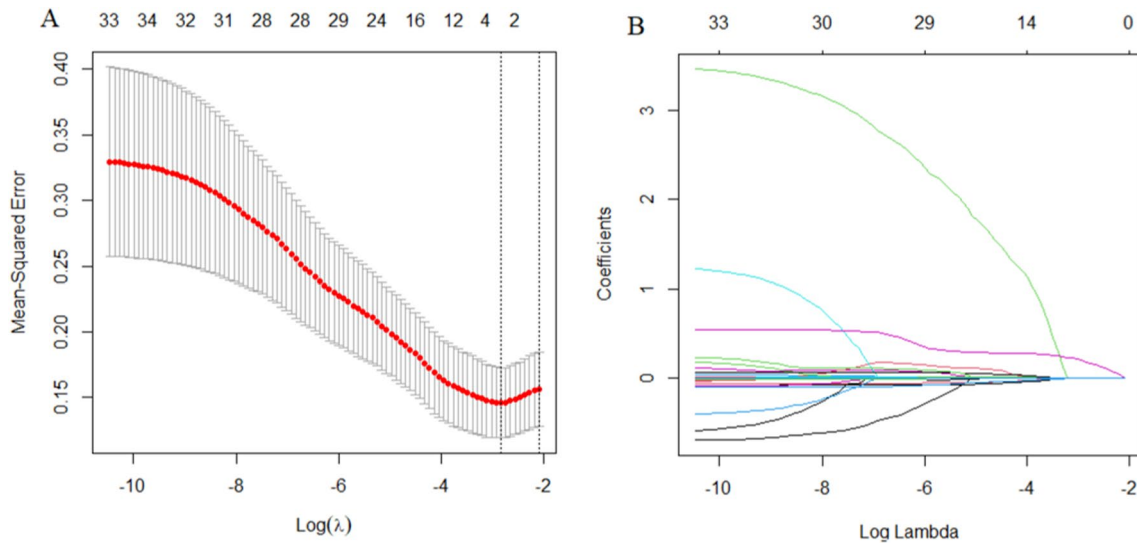 A
33 34 32 31 28 28 29 24 16 12 4 2
0.40
0.35
0.30
0.25
0.20
0.15
Mean-Squared Error
-10 -8 -6 -4 -2
Log(λ)
B
33 30 29 14 0
3
2
1
0
Coefficients
-10 -8 -6 -4 -2
Log Lambda